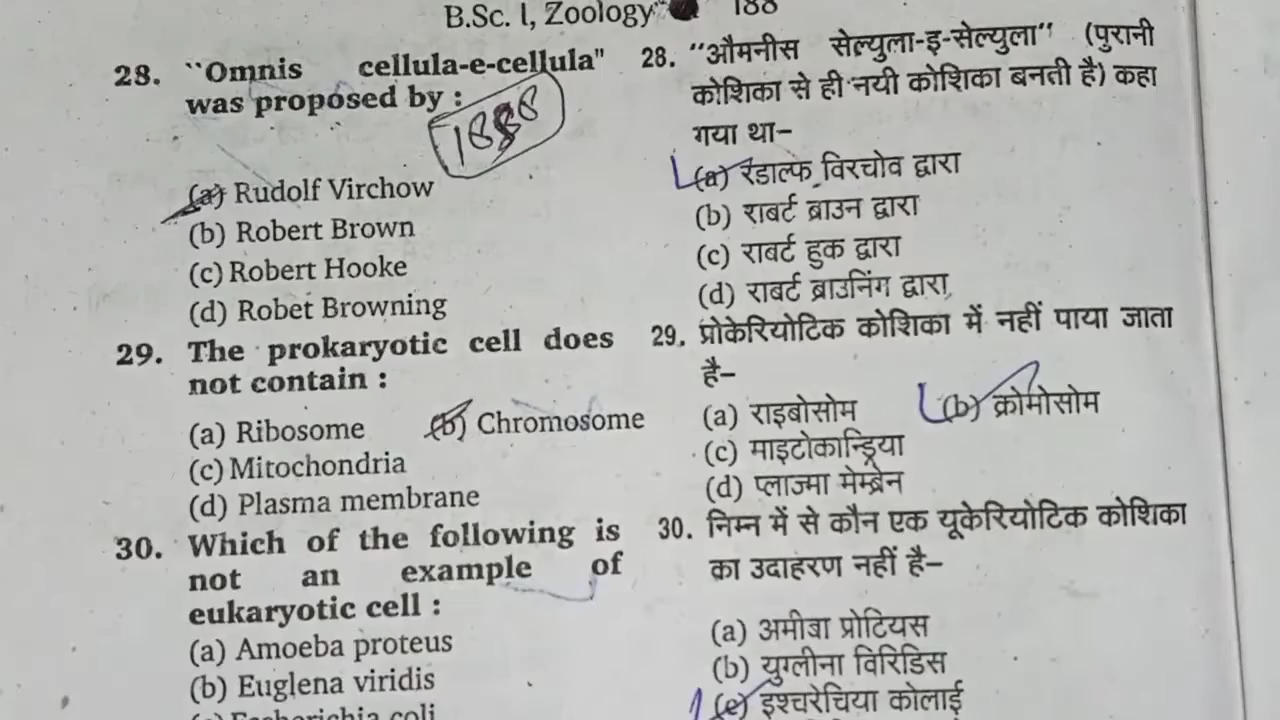 B.Sc. I, Zoology 188
28. "Omnis cellula-e-cellula"
was proposed by :
(a) Rudolf Virchow
(b) Robert Brown
(c) Robert Hooke
(d) Robet Browning
29. The prokaryotic cell does
not contain :
(a) Ribosome (b) Chromosome
(c) Mitochondria
(d) Plasma membrane
30. Which of the following is
not an example of
eukaryotic cell :
(a) Amoeba proteus
(b) Euglena viridis
(c) Escherichia coli
28. "औमनीस सेल्युला-इ-सेल्युला" (पुरानी
कोशिका से ही नयी कोशिका बनती है) कहा
गया था–
(a) रुडाल्फ विरचोव द्वारा
(b) राबर्ट ब्राउन द्वारा
(c) राबर्ट हुक द्वारा
(d) राबर्ट ब्राउनिंग द्वारा
29. प्रोकेरियोटिक कोशिका में नहीं पाया जाता
है–
(a) राइबोसोम (b) क्रोमोसोम
(c) माइटोकान्ड्रिया
(d) प्लाज्मा मेम्ब्रेन
30. निम्न में से कौन एक यूकेरियोटिक कोशिका
का उदाहरण नहीं है–
(a) अमीबा प्रोटियस
(b) युग्लीना विरिडिस
(c) इश्चरेचिया कोलाई